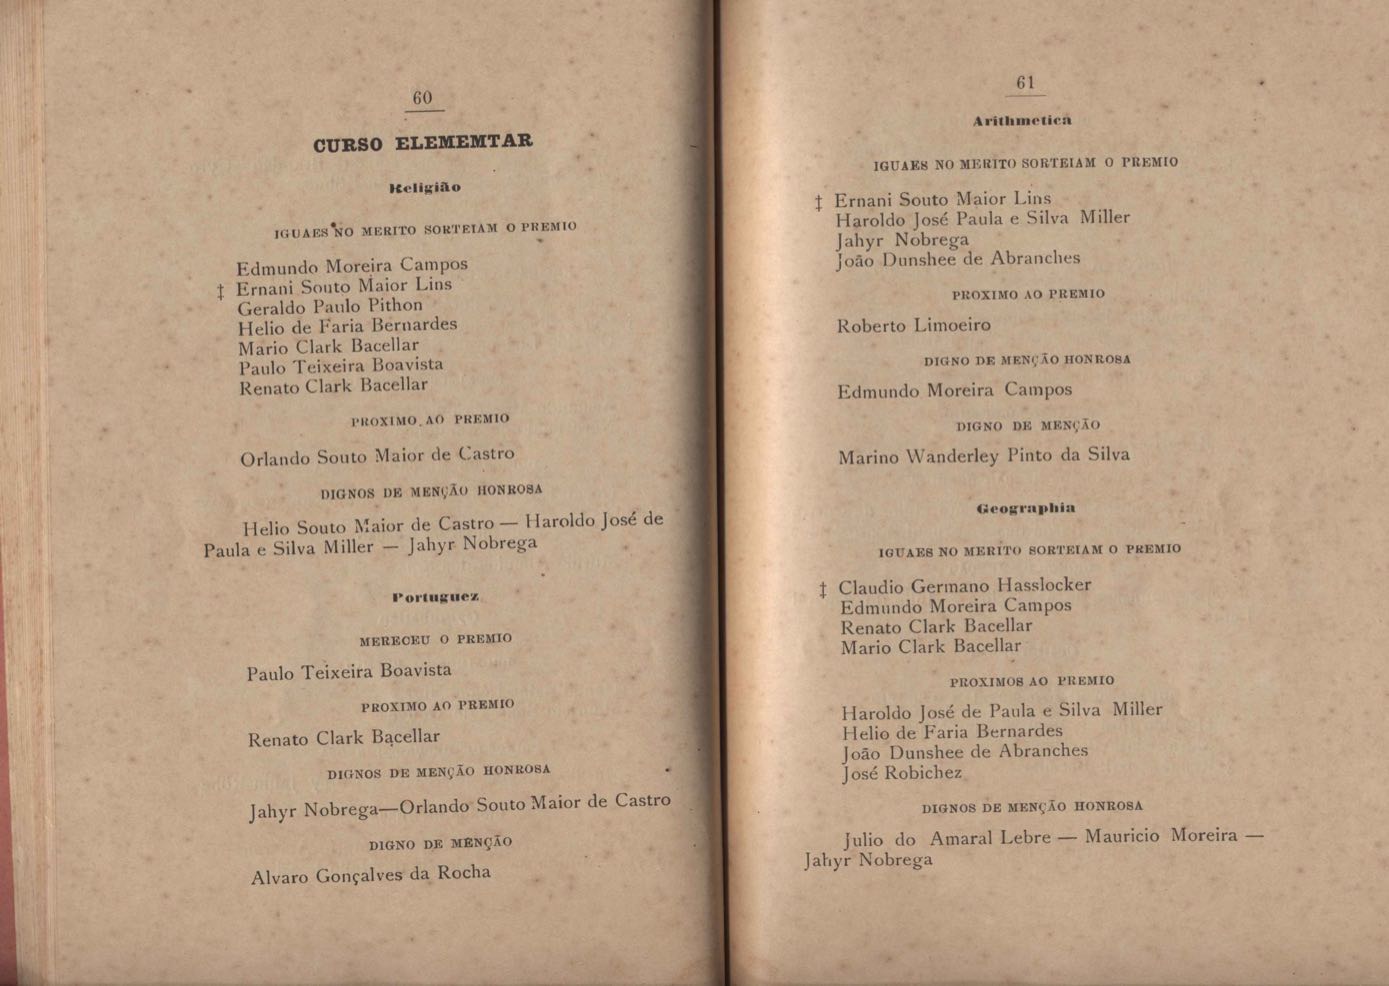 60
CURSO ELEMEMTAR
Religião
IGUAES NO MERITO SORTEIAM O PREMIO
Edmundo Moreira Campos
‡ Ernani Souto Maior Lins
Geraldo Paulo Pithon
Helio de Faria Bernardes
Mario Clark Bacellar
Paulo Teixeira Boavista
Renato Clark Bacellar
PROXIMO AO PREMIO
Orlando Souto Maior de Castro
DIGNOS DE MENÇÃO HONROSA
Helio Souto Maior de Castro — Haroldo José de
Paula e Silva Miller — Jahyr Nobrega
Portuguez
MERECEU O PREMIO
Paulo Teixeira Boavista
PROXIMO AO PREMIO
Renato Clark Bacellar
DIGNOS DE MENÇÃO HONROSA
Jahyr Nobrega—Orlando Souto Maior de Castro
DIGNO DE MENÇÃO
Alvaro Gonçalves da Rocha
61
Arithmetica
IGUAES NO MERITO SORTEIAM O PREMIO
‡ Ernani Souto Maior Lins
Haroldo José Paula e Silva Miller
Jahyr Nobrega
João Dunshee de Abranches
PROXIMO AO PREMIO
Roberto Limoeiro
DIGNO DE MENÇÃO HONROSA
Edmundo Moreira Campos
DIGNO DE MENÇÃO
Marino Wanderley Pinto da Silva
Geographia
IGUAES NO MERITO SORTEIAM O PREMIO
‡ Claudio Germano Hasslocker
Edmundo Moreira Campos
Renato Clark Bacellar
Mario Clark Bacellar
PROXIMOS AO PREMIO
Haroldo José de Paula e Silva Miller
Helio de Faria Bernardes
João Dunshee de Abranches
José Robichez
DIGNOS DE MENÇÃO HONROSA
Julio do Amaral Lebre — Mauricio Moreira —
Jahyr Nobrega